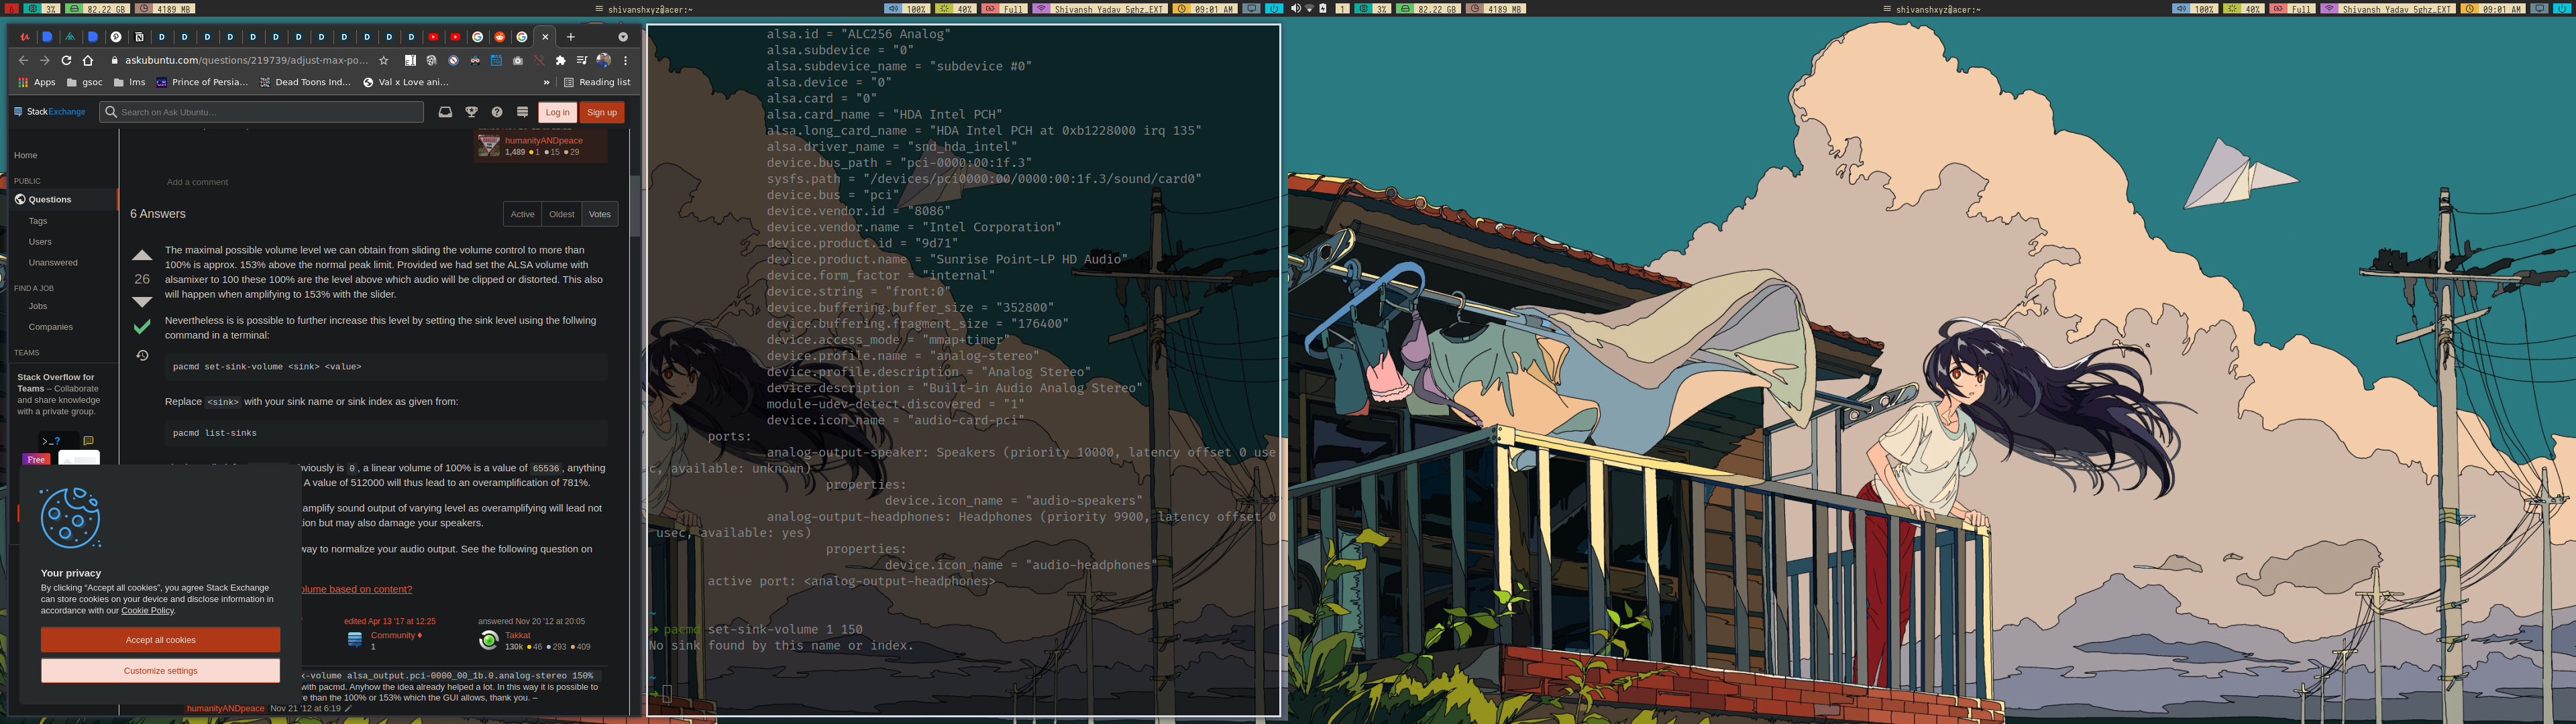 3%
82.22 GB
4189 MB
shivanshxyz@acer:~
100%
40%
Full
Shivansh Yadav 5ghz_EXT
09:01 AM
1
3%
82.22 GB
4189 MB
shivanshxyz@acer:~
100%
40%
Full
Shivansh Yadav 5ghz_EXT
09:01 AM
askubuntu.com/questions/219739/adjust-max-po...
Apps
gsoc
lms
Prince of Persia...
Dead Toons Ind...
Val x Love ani...
»
Reading list
StackExchange
Search on Ask Ubuntu...
Log in
Sign up
Home
PUBLIC
Questions
Tags
Users
Unanswered
FIND A JOB
Jobs
Companies
TEAMS
Stack Overflow for
Teams – Collaborate
and share knowledge
with a private group.
>_?
Free
humanityANDpeace
1,489 1 15 29
Add a comment
6 Answers
Active
Oldest
Votes
26
The maximal possible volume level we can obtain from sliding the volume control to more than
100% is approx. 153% above the normal peak limit. Provided we had set the ALSA volume with
alsamixer to 100 these 100% are the level above which audio will be clipped or distorted. This also
will happen when amplifying to 153% with the slider.
Nevertheless is is possible to further increase this level by setting the sink level using the follwing
command in a terminal:
pacmd set-sink-volume <sink> <value>
Replace <sink> with your sink name or sink index as given from:
pacmd list-sinks
viously is 0, a linear volume of 100% is a value of 65536, anything
A value of 512000 will thus lead to an overamplification of 781%.
amplify sound output of varying level as overamplifying will lead not
tion but may also damage your speakers.
way to normalize your audio output. See the following question on
olume based on content?
edited Apr 13 '17 at 12:25
Community ♦
1
answered Nov 20 '12 at 20:05
Takkat
130k 46 293 409
k-volume alsa_output.pci-0000_00_1b.0.analog-stereo 150%
with pacmd. Anyhow the idea already helped a lot. In this way it is possible to
re than the 100% or 153% which the GUI allows, thank you. –
humanityANDpeace Nov 21 '12 at 6:19
Your privacy
By clicking “Accept all cookies”, you agree Stack Exchange
can store cookies on your device and disclose information in
accordance with our Cookie Policy.
Accept all cookies
Customize settings
alsa.id = "ALC256 Analog"
alsa.subdevice = "0"
alsa.subdevice_name = "subdevice #0"
alsa.device = "0"
alsa.card = "0"
alsa.card_name = "HDA Intel PCH"
alsa.long_card_name = "HDA Intel PCH at 0xb1228000 irq 135"
alsa.driver_name = "snd_hda_intel"
device.bus_path = "pci-0000:00:1f.3"
sysfs.path = "/devices/pci0000:00/0000:00:1f.3/sound/card0"
device.bus = "pci"
device.vendor.id = "8086"
device.vendor.name = "Intel Corporation"
device.product.id = "9d71"
device.product.name = "Sunrise Point-LP HD Audio"
device.form_factor = "internal"
device.string = "front:0"
device.buffering.buffer_size = "352800"
device.buffering.fragment_size = "176400"
device.access_mode = "mmap+timer"
device.profile.name = "analog-stereo"
device.profile.description = "Analog Stereo"
device.description = "Built-in Audio Analog Stereo"
module-udev-detect.discovered = "1"
device.icon_name = "audio-card-pci"
ports:
analog-output-speaker: Speakers (priority 10000, latency offset 0 use
c, available: unknown)
properties:
device.icon_name = "audio-speakers"
analog-output-headphones: Headphones (priority 9900, latency offset 0
usec, available: yes)
properties:
device.icon_name = "audio-headphones"
active port: <analog-output-headphones>
~
➜ pacmd set-sink-volume 1 150
No sink found by this name or index.
~
➜